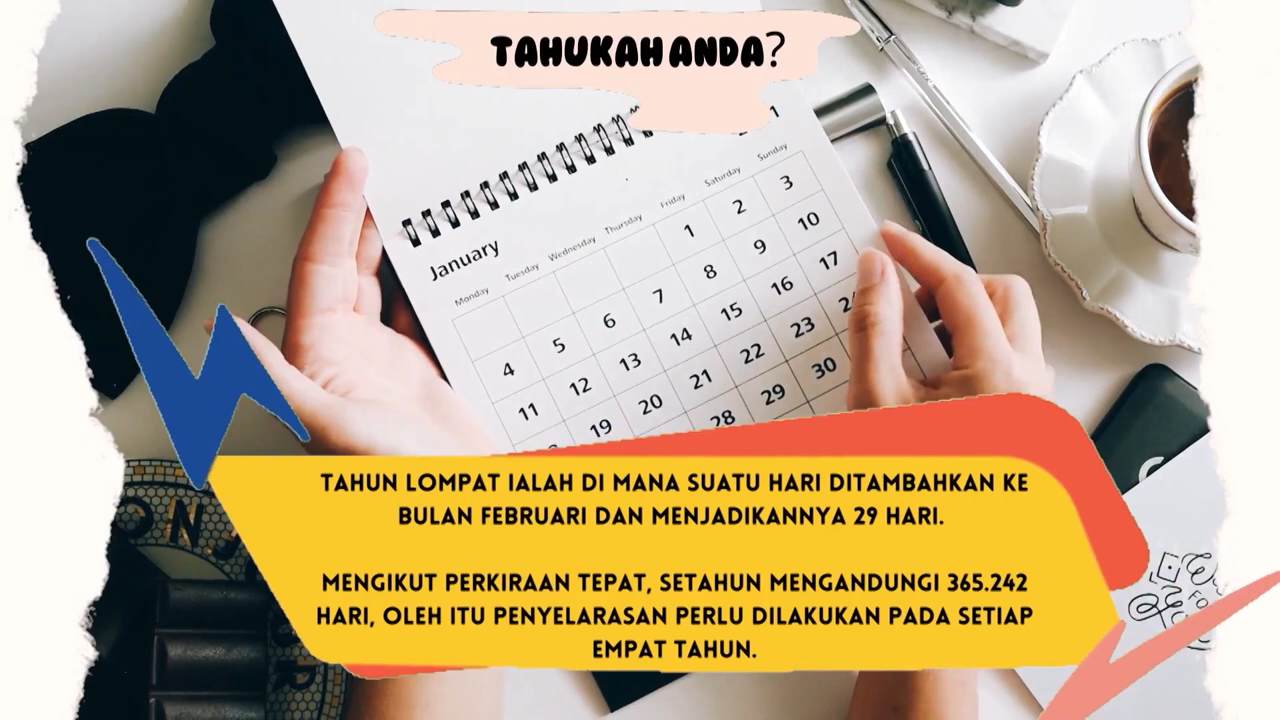 TAHUKAH ANDA?
1
January
Monday Tuesday Wednesday Thursday Friday Saturday Sunday
1 2 3
4 5 6 7 8 9 10
11 12 13 14 15 16 17
19 20 21 22 23 24
28 29 30
TAHUN LOMPAT IALAH DI MANA SUATU HARI DITAMBAHKAN KE
BULAN FEBRUARI DAN MENJADIKANNYA 29 HARI.
MENGIKUT PERKIRAAN TEPAT, SETAHUN MENGANDUNGI 365.242
HARI, OLEH ITU PENYELARASAN PERLU DILAKUKAN PADA SETIAP
EMPAT TAHUN.